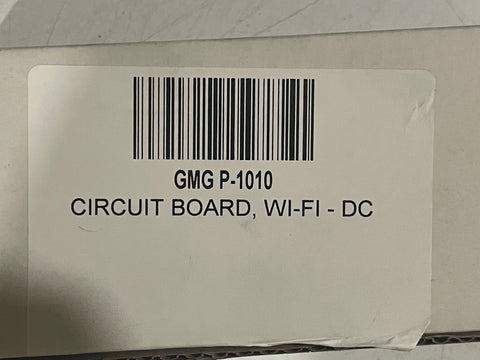 GMG P-1010
CIRCUIT BOARD, WI-FI - DC